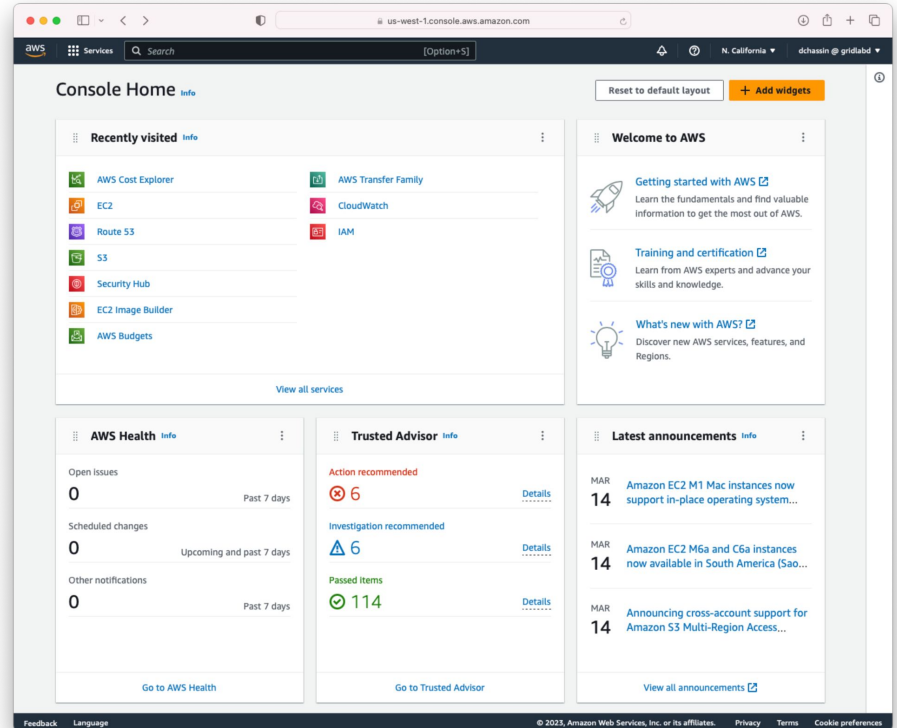 us-west-1.console.aws.amazon.com
aws Services Search [Option+S] N. California ▼ dchassin @ gridlabd ▼
Console Home Info
Reset to default layout
+ Add widgets
Recently visited Info
AWS Cost Explorer
EC2
Route 53
S3
Security Hub
EC2 Image Builder
AWS Budgets
AWS Transfer Family
CloudWatch
IAM
View all services
Welcome to AWS
Getting started with AWS
Learn the fundamentals and find valuable
information to get the most out of AWS.
Training and certification
Learn from AWS experts and advance your
skills and knowledge.
What's new with AWS?
Discover new AWS services, features, and
Regions.
AWS Health Info
Open issues
0 Past 7 days
Scheduled changes
0 Upcoming and past 7 days
Other notifications
0 Past 7 days
Go to AWS Health
Trusted Advisor Info
Action recommended
6 Details
Investigation recommended
6 Details
Passed items
114 Details
Go to Trusted Advisor
Latest announcements Info
MAR
14
Amazon EC2 M1 Mac instances now
support in-place operating system...
MAR
14
Amazon EC2 M6a and C6a instances
now available in South America (Sao...
MAR
14
Announcing cross-account support for
Amazon S3 Multi-Region Access...
View all announcements
Feedback Language © 2023, Amazon Web Services, Inc. or its affiliates. Privacy Terms Cookie preferences